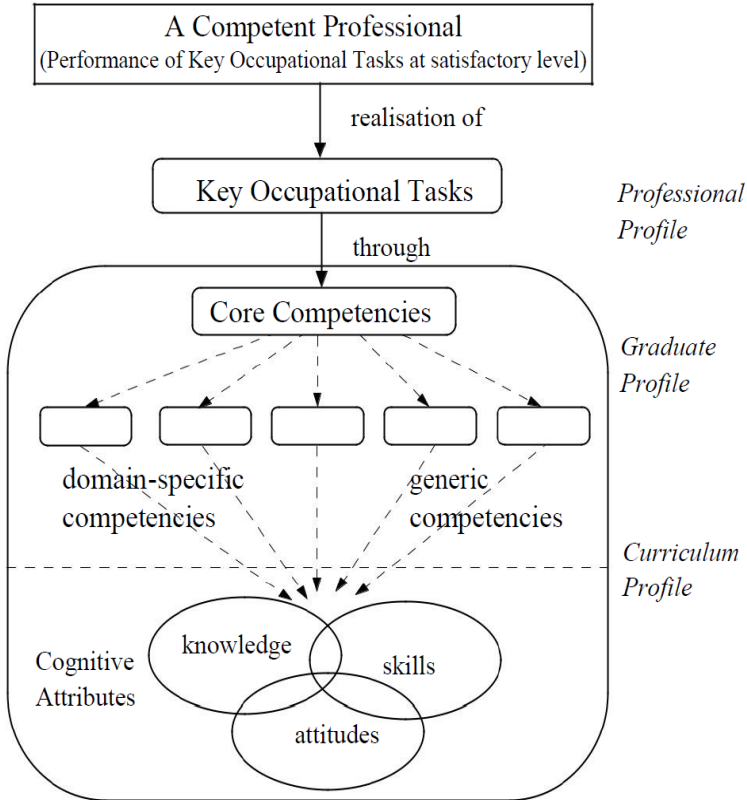 A Competent Professional
(Performance of Key Occupational Tasks at satisfactory level)
realisation of
Key Occupational Tasks
Professional
Profile
through
Core Competencies
Graduate
Profile
domain-specific
competencies
generic
competencies
Curriculum
Profile
Cognitive
Attributes
knowledge
skills
attitudes